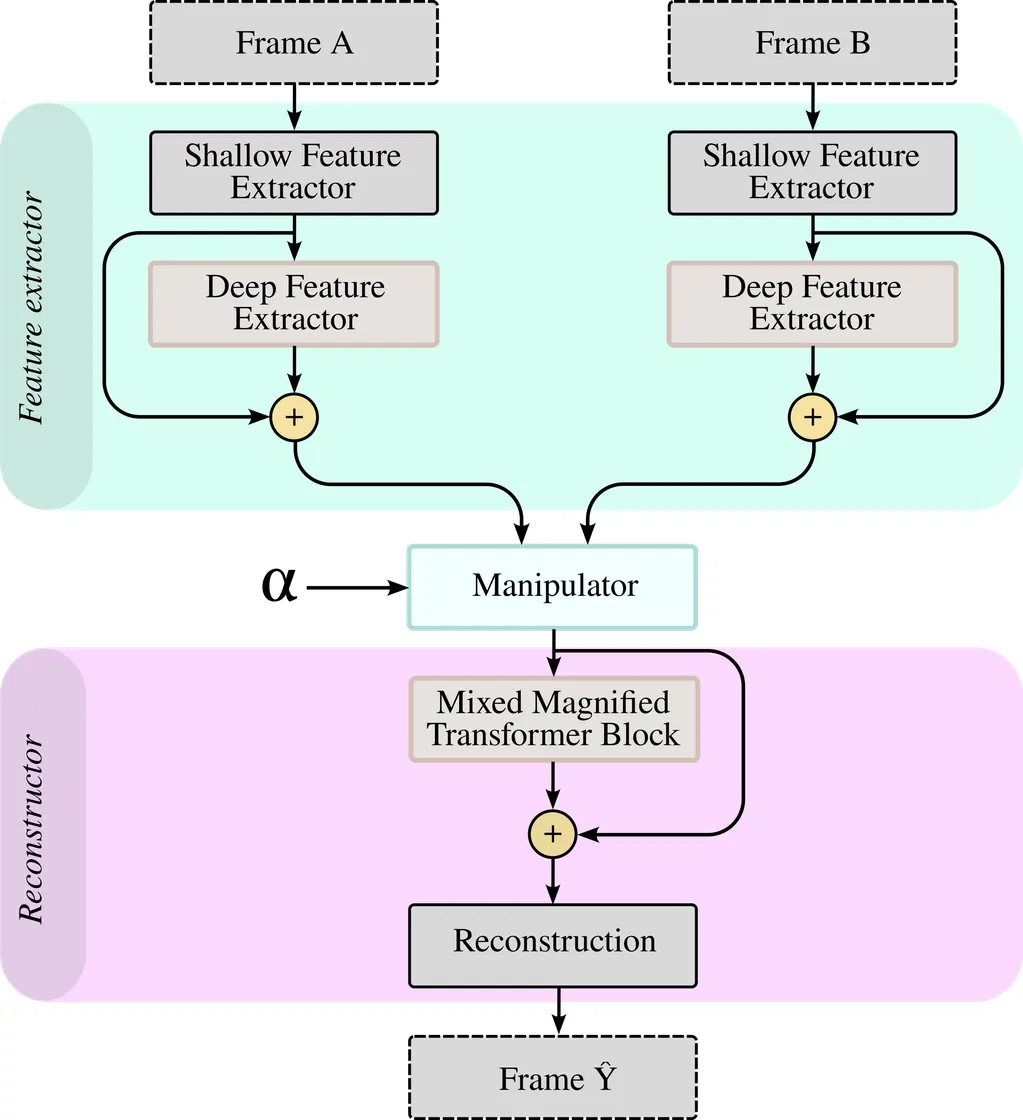 Frame A
Frame B
Feature extractor
Shallow Feature
Extractor
Shallow Feature
Extractor
Deep Feature
Extractor
Deep Feature
Extractor
+
+
α
Manipulator
Reconstructor
Mixed Magnified
Transformer Block
+
Reconstruction
Frame Ŷ